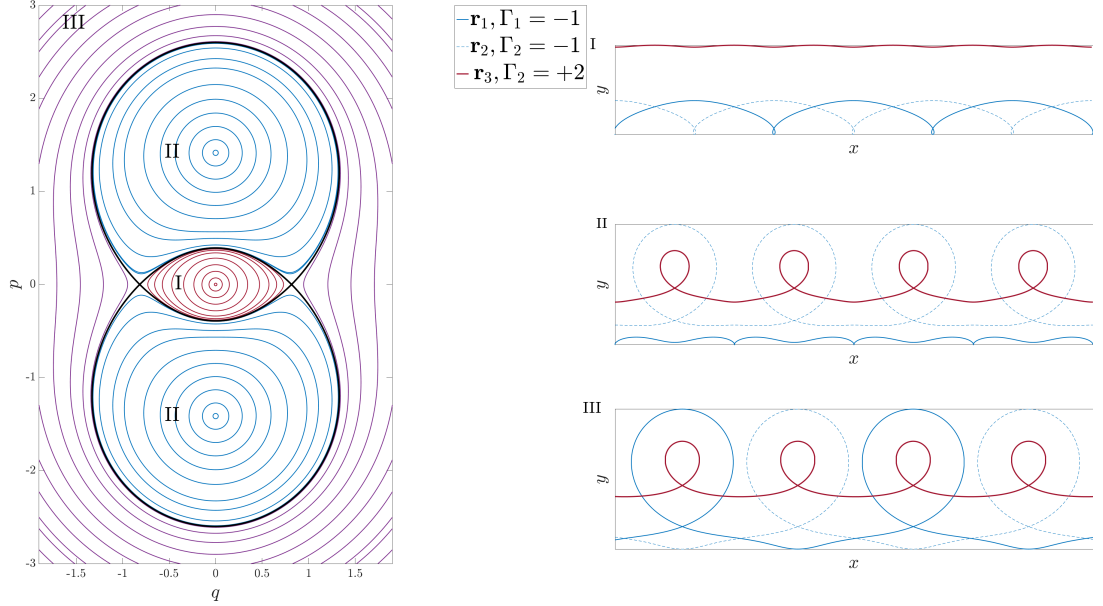 III
3
2
II
1
p
0
I
-1
II
-2
-3
-1.5 -1 -0.5 0 0.5 1 1.5
q
r₁, Γ₁ = −1
r₂, Γ₂ = −1
r₃, Γ₂ = +2
I
y
x
II
y
x
III
y
x